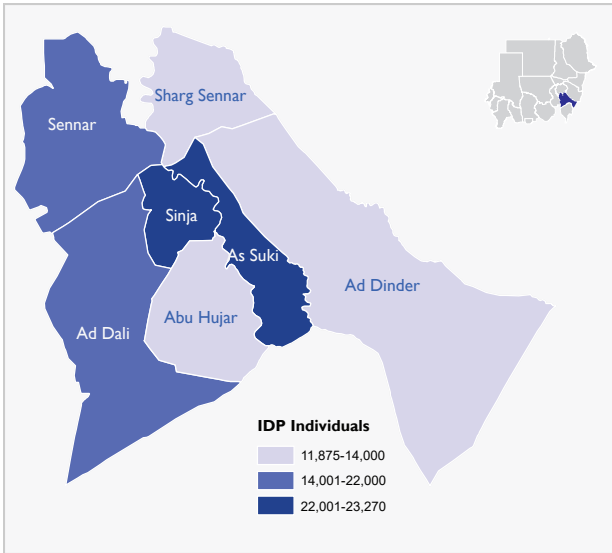 Sharg Sennar
Sennar
Sinja
As Suki
Ad Dinder
Abu Hujar
Ad Dali
IDP Individuals
11,875-14,000
14,001-22,000
22,001-23,270